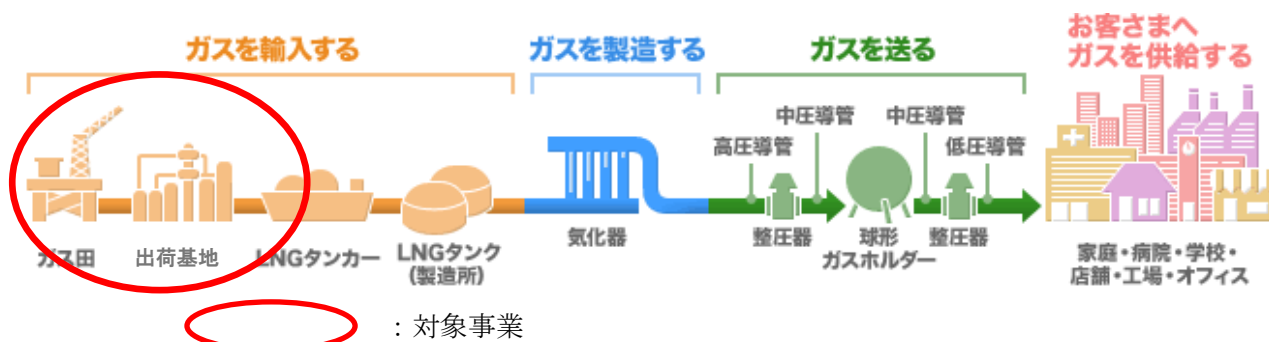 ガスを輸入する
ガスを製造する
ガスを送る
お客さまへ
ガスを供給する
高圧導管
中圧導管
中圧導管
低圧導管
ガス田
出荷基地
LNGタンカー
LNGタンク
(製造所)
気化器
整圧器
球形
ガスホルダー
整圧器
家庭・病院・学校・
店舗・工場・オフィス
：対象事業